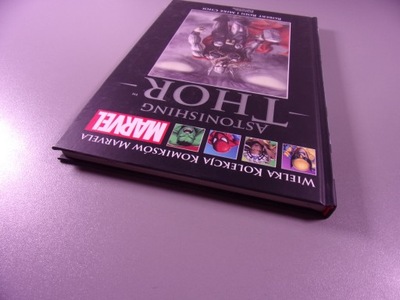 WIELKA KOLEKCJA KOMIKSÓW MARVELA
MARVEL
ASTONISHING
THOR